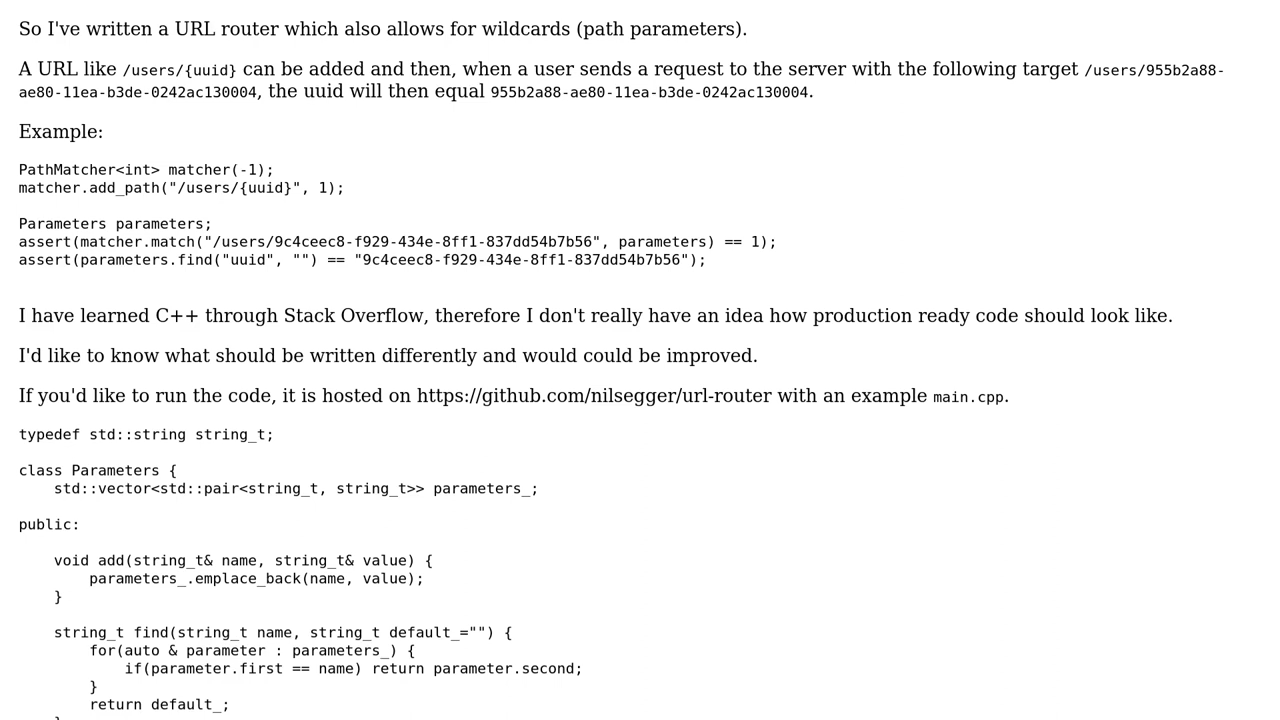 So I've written a URL router which also allows for wildcards (path parameters).
A URL like /users/{uuid} can be added and then, when a user sends a request to the server with the following target /users/955b2a88-
ae80-11ea-b3de-0242ac130004, the uuid will then equal 955b2a88-ae80-11ea-b3de-0242ac130004.
Example:
PathMatcher<int> matcher(-1);
matcher.add_path("/users/{uuid}", 1);
Parameters parameters;
assert(matcher.match("/users/9c4ceec8-f929-434e-8ff1-837dd54b7b56", parameters) == 1);
assert(parameters.find("uuid", "") == "9c4ceec8-f929-434e-8ff1-837dd54b7b56");
I have learned C++ through Stack Overflow, therefore I don't really have an idea how production ready code should look like.
I'd like to know what should be written differently and would could be improved.
If you'd like to run the code, it is hosted on https://github.com/nilsegger/url-router with an example main.cpp.
typedef std::string string_t;
class Parameters {
    std::vector<std::pair<string_t, string_t>> parameters_;
public:
    void add(string_t& name, string_t& value) {
        parameters_.emplace_back(name, value);
    }
    string_t find(string_t name, string_t default_="") {
        for(auto & parameter : parameters_) {
            if(parameter.first == name) return parameter.second;
        }
        return default_;